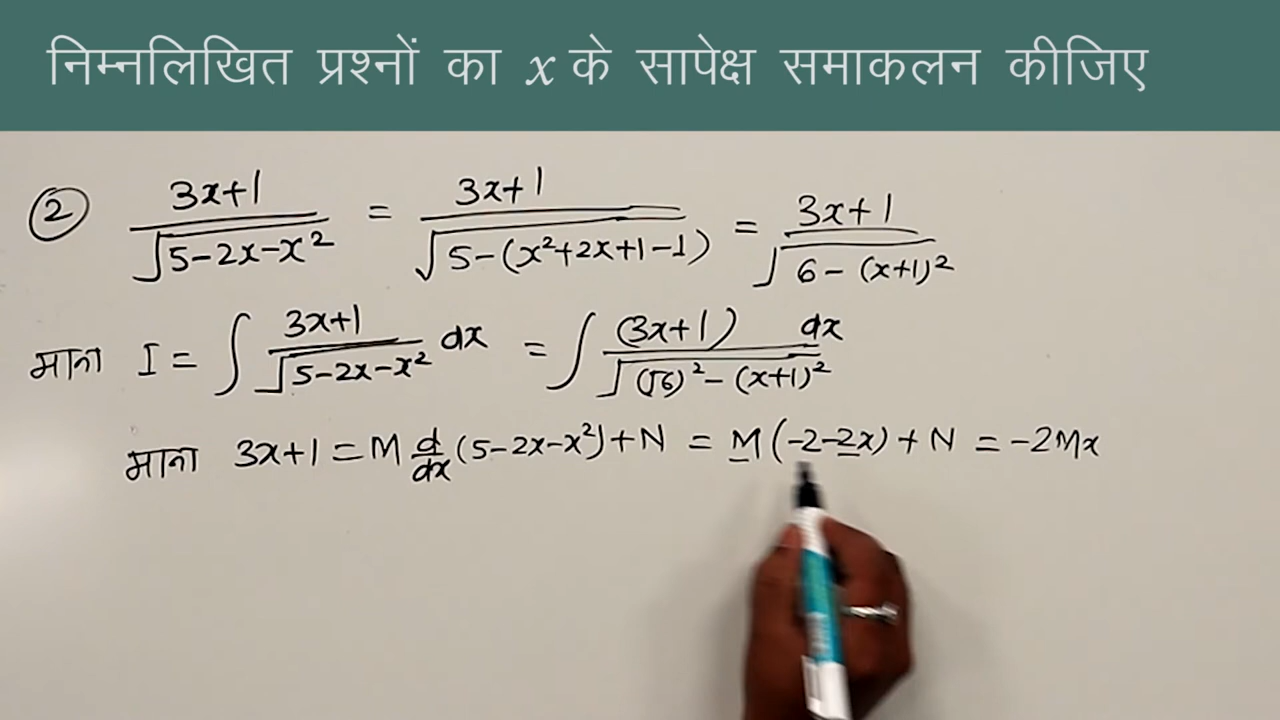 निम्नलिखित प्रश्नों का x के सापेक्ष समाकलन कीजिए
② (3x+1)/√(5-2x-x²) = (3x+1)/√(5-(x²+2x+1-1)) = (3x+1)/√(6-(x+1)²)
माना I = ∫ (3x+1)/√(5-2x-x²) dx = ∫ (3x+1) dx/√((√6)²-(x+1)²)
माना 3x+1 = M d/dx (5-2x-x²)+N = M(-2-2x)+N = -2Mx